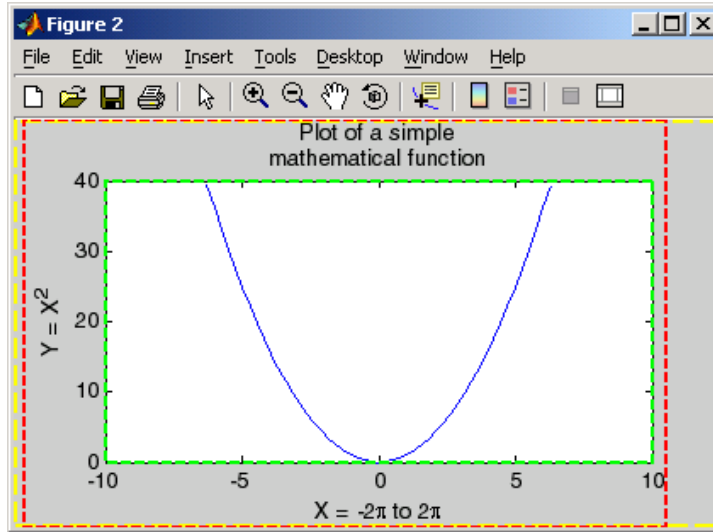 Figure 2
File Edit View Insert Tools Desktop Window Help
Plot of a simple
mathematical function
40
30
20
10
0
Y = X²
-10 -5 0 5 10
X = -2π to 2π